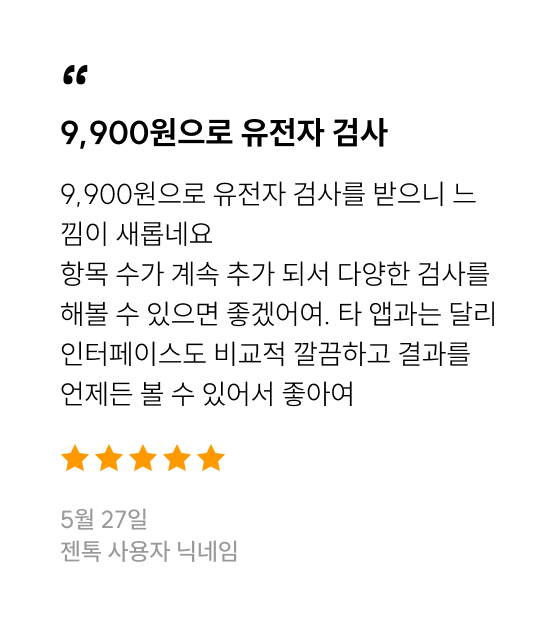 “
9,900원으로 유전자 검사
9,900원으로 유전자 검사를 받으니 느
낌이 새롭네요
항목 수가 계속 추가 되서 다양한 검사를
해볼 수 있으면 좋겠어여. 타 앱과는 달리
인터페이스도 비교적 깔끔하고 결과를
언제든 볼 수 있어서 좋아여
5월 27일
젠톡 사용자 닉네임